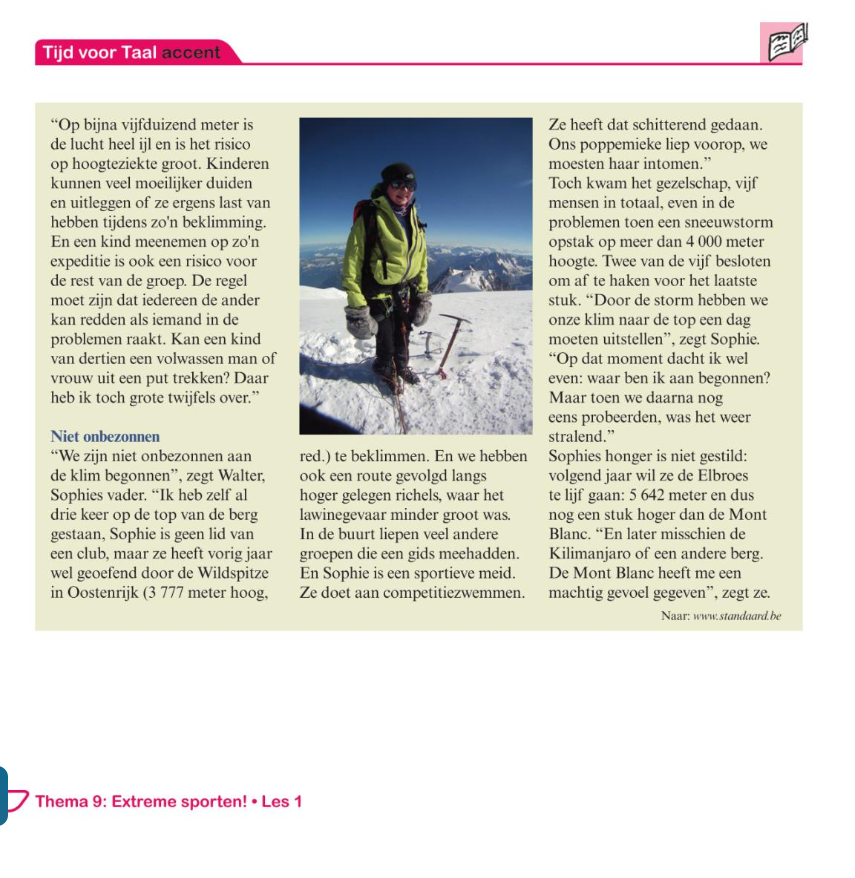 Tijd voor Taal accent
“Op bijna vijfduizend meter is
de lucht heel ijl en is het risico
op hoogteziekte groot. Kinderen
kunnen veel moeilijker duiden
en uitleggen of ze ergens last van
hebben tijdens zo'n beklimming.
En een kind meenemen op zo'n
expeditie is ook een risico voor
de rest van de groep. De regel
moet zijn dat iedereen de ander
kan redden als iemand in de
problemen raakt. Kan een kind
van dertien een volwassen man of
vrouw uit een put trekken? Daar
heb ik toch grote twijfels over.”
Niet onbezonnen
“We zijn niet onbezonnen aan
de klim begonnen”, zegt Walter,
Sophies vader. “Ik heb zelf al
drie keer op de top van de berg
gestaan, Sophie is geen lid van
een club, maar ze heeft vorig jaar
wel geoefend door de Wildspitze
in Oostenrijk (3 777 meter hoog,
red.) te beklimmen. En we hebben
ook een route gevolgd langs
hoger gelegen richels, waar het
lawinegevaar minder groot was.
In de buurt liepen veel andere
groepen die een gids meehadden.
En Sophie is een sportieve meid.
Ze doet aan competitiezwemmen.
Ze heeft dat schitterend gedaan.
Ons poppemieke liep voorop, we
moesten haar intomen.”
Toch kwam het gezelschap, vijf
mensen in totaal, even in de
problemen toen een sneeuwstorm
opstak op meer dan 4 000 meter
hoogte. Twee van de vijf besloten
om af te haken voor het laatste
stuk. “Door de storm hebben we
onze klim naar de top een dag
moeten uitstellen”, zegt Sophie.
“Op dat moment dacht ik wel
even: waar ben ik aan begonnen?
Maar toen we daarna nog
eens probeerden, was het weer
stralend.”
Sophies honger is niet gestild:
volgend jaar wil ze de Elbroes
te lijf gaan: 5 642 meter en dus
nog een stuk hoger dan de Mont
Blanc. “En later misschien de
Kilimanjaro of een andere berg.
De Mont Blanc heeft me een
machtig gevoel gegeven”, zegt ze.
Naar: www.standaard.be
Thema 9: Extreme sporten! • Les 1